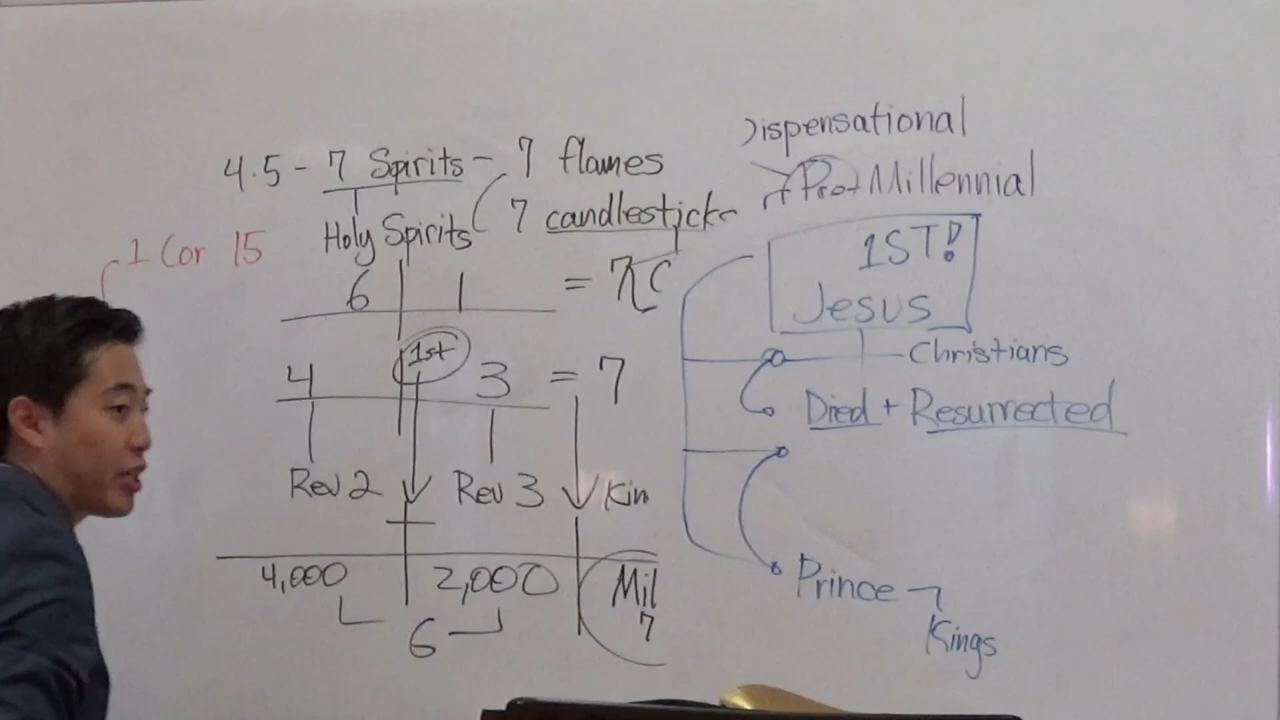 Dispensational
Millennial
4.5 - 7 Spirits - 7 flames
7 candlestick
Holy Spirits
1 Cor 15
6 1 = 7
1ST!
Jesus
1st
4 3 = 7
Christians
Died + Resurrected
Rev 2 Rev 3 Kin
4,000 2,000 Mil
7
6
Prince
Kings